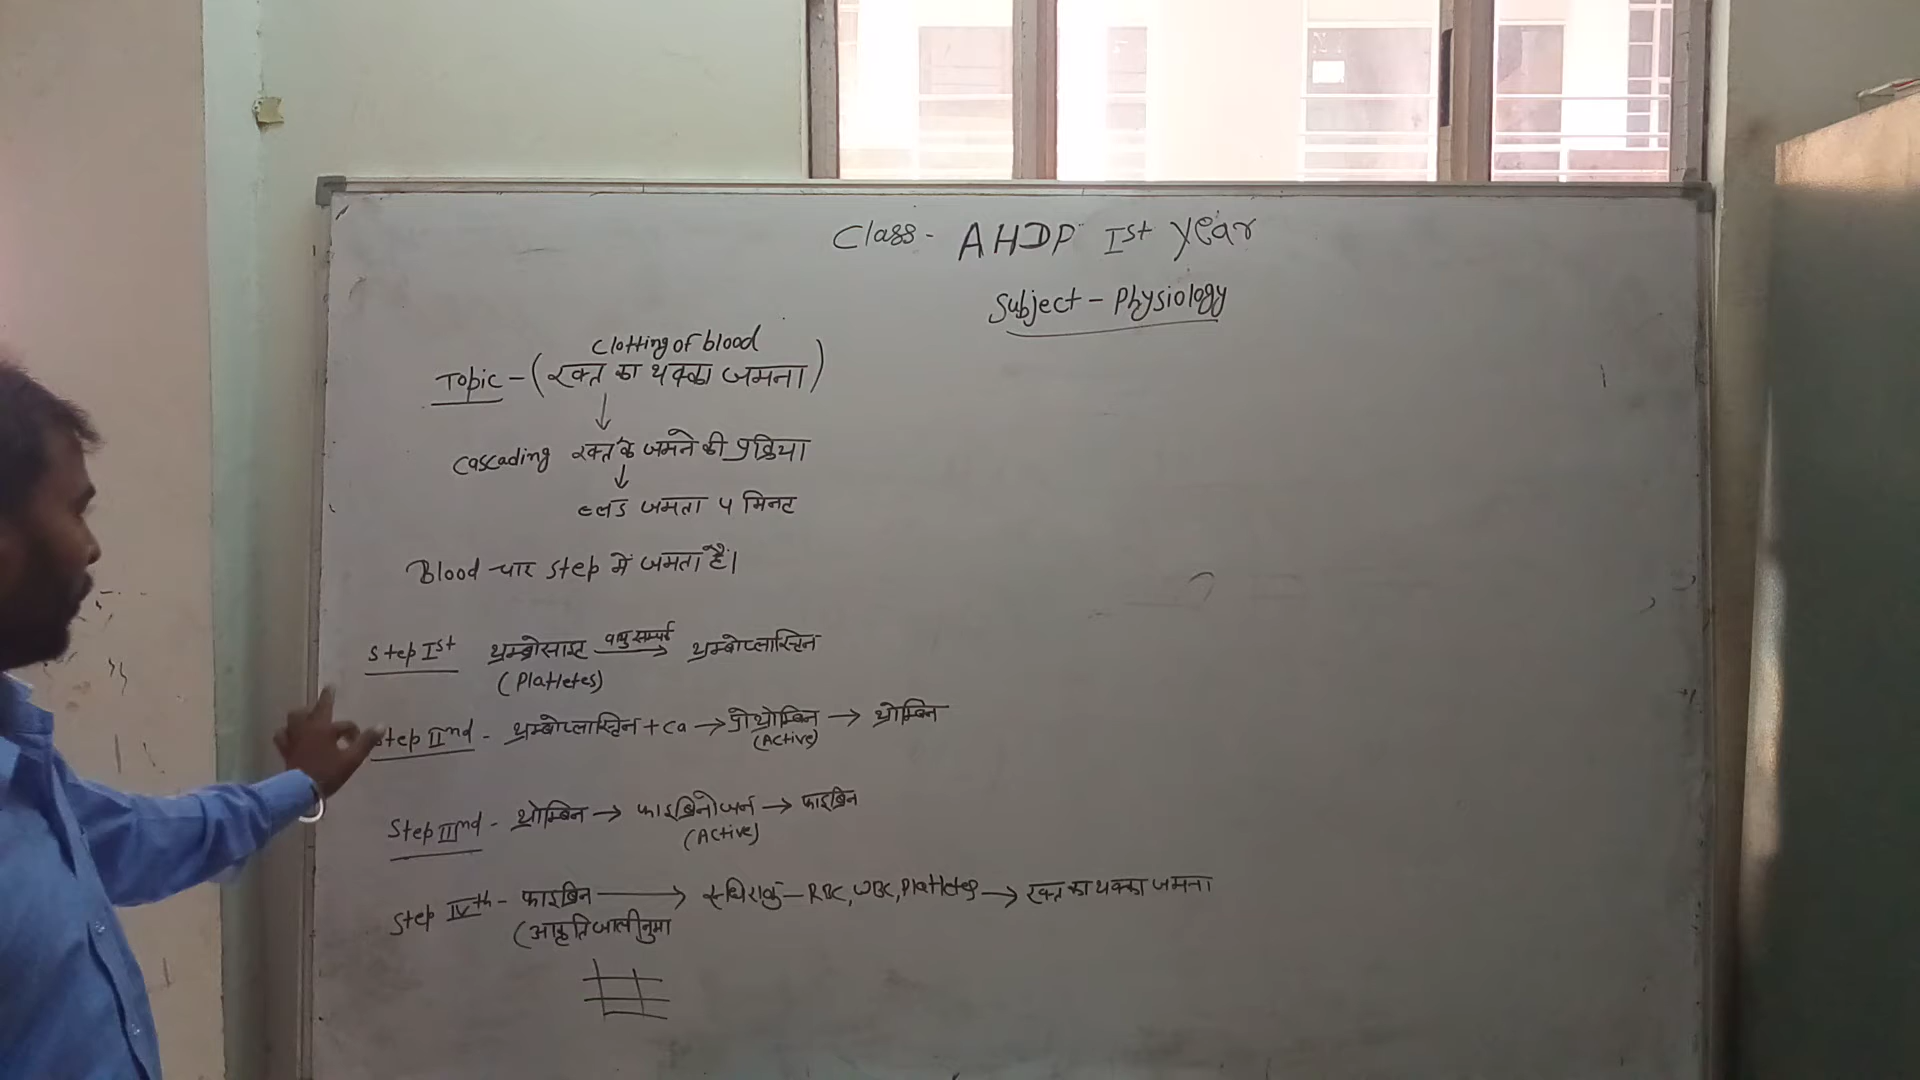 Class - AHDP Ist Year
Subject - Physiology
Clotting of blood
Topic - (रक्त का थक्का जमना)
↓
Cascading रक्त के जमने की प्रक्रिया
↓
ब्लड जमता 4 मिनट
Blood चार step में जमता है।
Step Ist थ्रम्बोसाइट वायु सम्पर्क → थ्रम्बोप्लास्टिन
(Platletes)
Step IInd - थ्रम्बोप्लास्टिन + Ca → प्रोथ्रोम्बिन → थ्रोम्बिन
(Active)
Step IIInd - थ्रोम्बिन → फाइब्रिनोजन → फाइब्रिन
(Active)
Step IVth - फाइब्रिन → रूधिराणु - RBC, WBC, Platletes → रक्त का थक्का जमना
(आकृति जालीनुमा